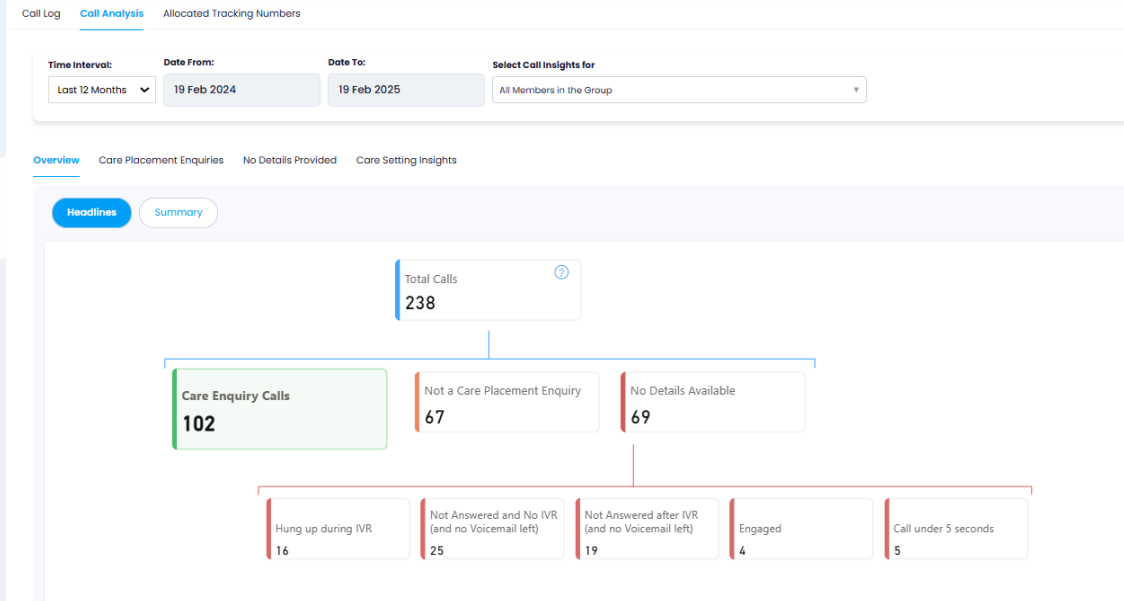 Call Log Call Analysis Allocated Tracking Numbers
Time Interval: Date From: Date To: Select Call Insights for
Last 12 Months 19 Feb 2024 19 Feb 2025 All Members in the Group
Overview Care Placement Enquiries No Details Provided Care Setting Insights
Headlines Summary
Total Calls ?
238
Care Enquiry Calls
102
Not a Care Placement Enquiry
67
No Details Available
69
Hung up during IVR
16
Not Answered and No IVR
(and no Voicemail left)
25
Not Answered after IVR
(and no Voicemail left)
19
Engaged
4
Call under 5 seconds
5